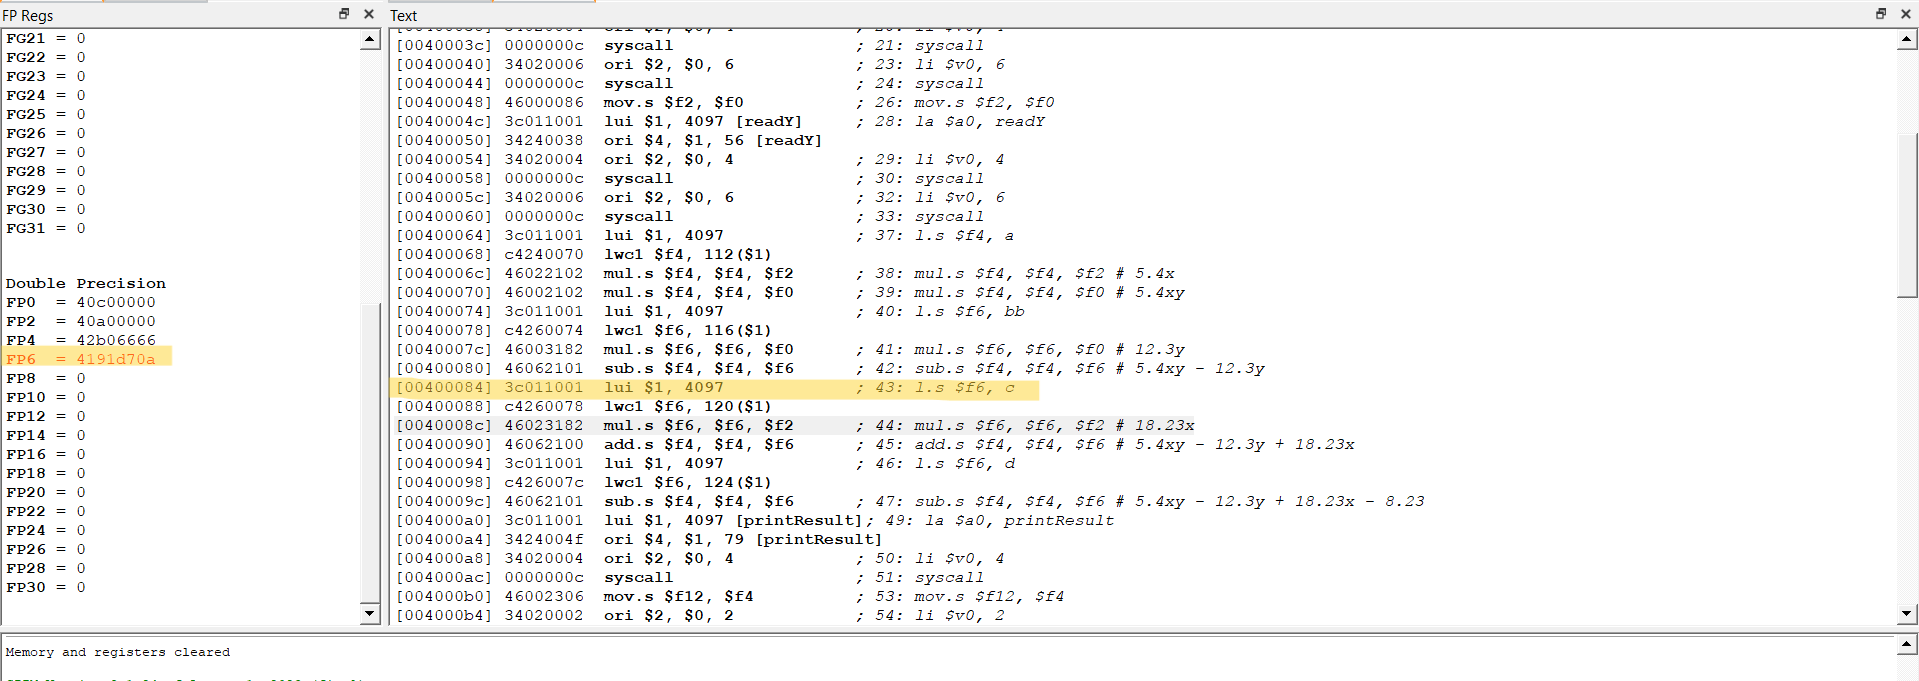 FP Regs
FG21 = 0
FG22 = 0
FG23 = 0
FG24 = 0
FG25 = 0
FG26 = 0
FG27 = 0
FG28 = 0
FG29 = 0
FG30 = 0
FG31 = 0
Double Precision
FP0 = 40c00000
FP2 = 40a00000
FP4 = 42b06666
FP6 = 4191d70a
FP8 = 0
FP10 = 0
FP12 = 0
FP14 = 0
FP16 = 0
FP18 = 0
FP20 = 0
FP22 = 0
FP24 = 0
FP26 = 0
FP28 = 0
FP30 = 0
Text
[0040003c] 0000000c syscall ; 21: syscall
[00400040] 34020006 ori $2, $0, 6 ; 23: li $v0, 6
[00400044] 0000000c syscall ; 24: syscall
[00400048] 46000086 mov.s $f2, $f0 ; 26: mov.s $f2, $f0
[0040004c] 3c011001 lui $1, 4097 [readY] ; 28: la $a0, readY
[00400050] 34240038 ori $4, $1, 56 [readY]
[00400054] 34020004 ori $2, $0, 4 ; 29: li $v0, 4
[00400058] 0000000c syscall ; 30: syscall
[0040005c] 34020006 ori $2, $0, 6 ; 32: li $v0, 6
[00400060] 0000000c syscall ; 33: syscall
[00400064] 3c011001 lui $1, 4097 ; 37: l.s $f4, a
[00400068] c4240070 lwc1 $f4, 112($1)
[0040006c] 46022102 mul.s $f4, $f4, $f2 ; 38: mul.s $f4, $f4, $f2 # 5.4x
[00400070] 46002102 mul.s $f4, $f4, $f0 ; 39: mul.s $f4, $f4, $f0 # 5.4xy
[00400074] 3c011001 lui $1, 4097 ; 40: l.s $f6, bb
[00400078] c4260074 lwc1 $f6, 116($1)
[0040007c] 46003182 mul.s $f6, $f6, $f0 ; 41: mul.s $f6, $f6, $f0 # 12.3y
[00400080] 46062101 sub.s $f4, $f4, $f6 ; 42: sub.s $f4, $f4, $f6 # 5.4xy - 12.3y
[00400084] 3c011001 lui $1, 4097 ; 43: l.s $f6, c
[00400088] c4260078 lwc1 $f6, 120($1)
[0040008c] 46023182 mul.s $f6, $f6, $f2 ; 44: mul.s $f6, $f6, $f2 # 18.23x
[00400090] 46062100 add.s $f4, $f4, $f6 ; 45: add.s $f4, $f4, $f6 # 5.4xy - 12.3y + 18.23x
[00400094] 3c011001 lui $1, 4097 ; 46: l.s $f6, d
[00400098] c426007c lwc1 $f6, 124($1)
[0040009c] 46062101 sub.s $f4, $f4, $f6 ; 47: sub.s $f4, $f4, $f6 # 5.4xy - 12.3y + 18.23x - 8.23
[004000a0] 3c011001 lui $1, 4097 [printResult]; 49: la $a0, printResult
[004000a4] 3424004f ori $4, $1, 79 [printResult]
[004000a8] 34020004 ori $2, $0, 4 ; 50: li $v0, 4
[004000ac] 0000000c syscall ; 51: syscall
[004000b0] 46002306 mov.s $f12, $f4 ; 53: mov.s $f12, $f4
[004000b4] 34020002 ori $2, $0, 2 ; 54: li $v0, 2
Memory and registers cleared